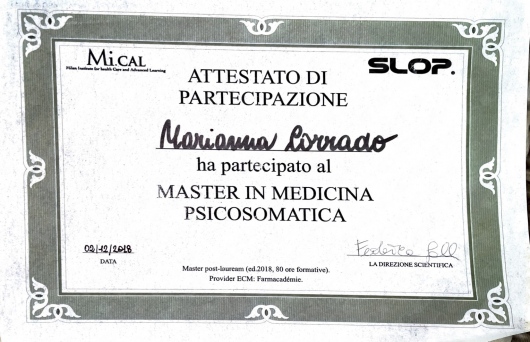 Mi.CAL
Milan Institute for health Care and Advanced Learning
SLOP.
ATTESTATO DI
PARTECIPAZIONE
Marianna Corrado
ha partecipato al
MASTER IN MEDICINA
PSICOSOMATICA
02/12/2018
DATA
Federica
LA DIREZIONE SCIENTIFICA
Master post-lauream (ed.2018, 80 ore formative).
Provider ECM: Farmacadémie.